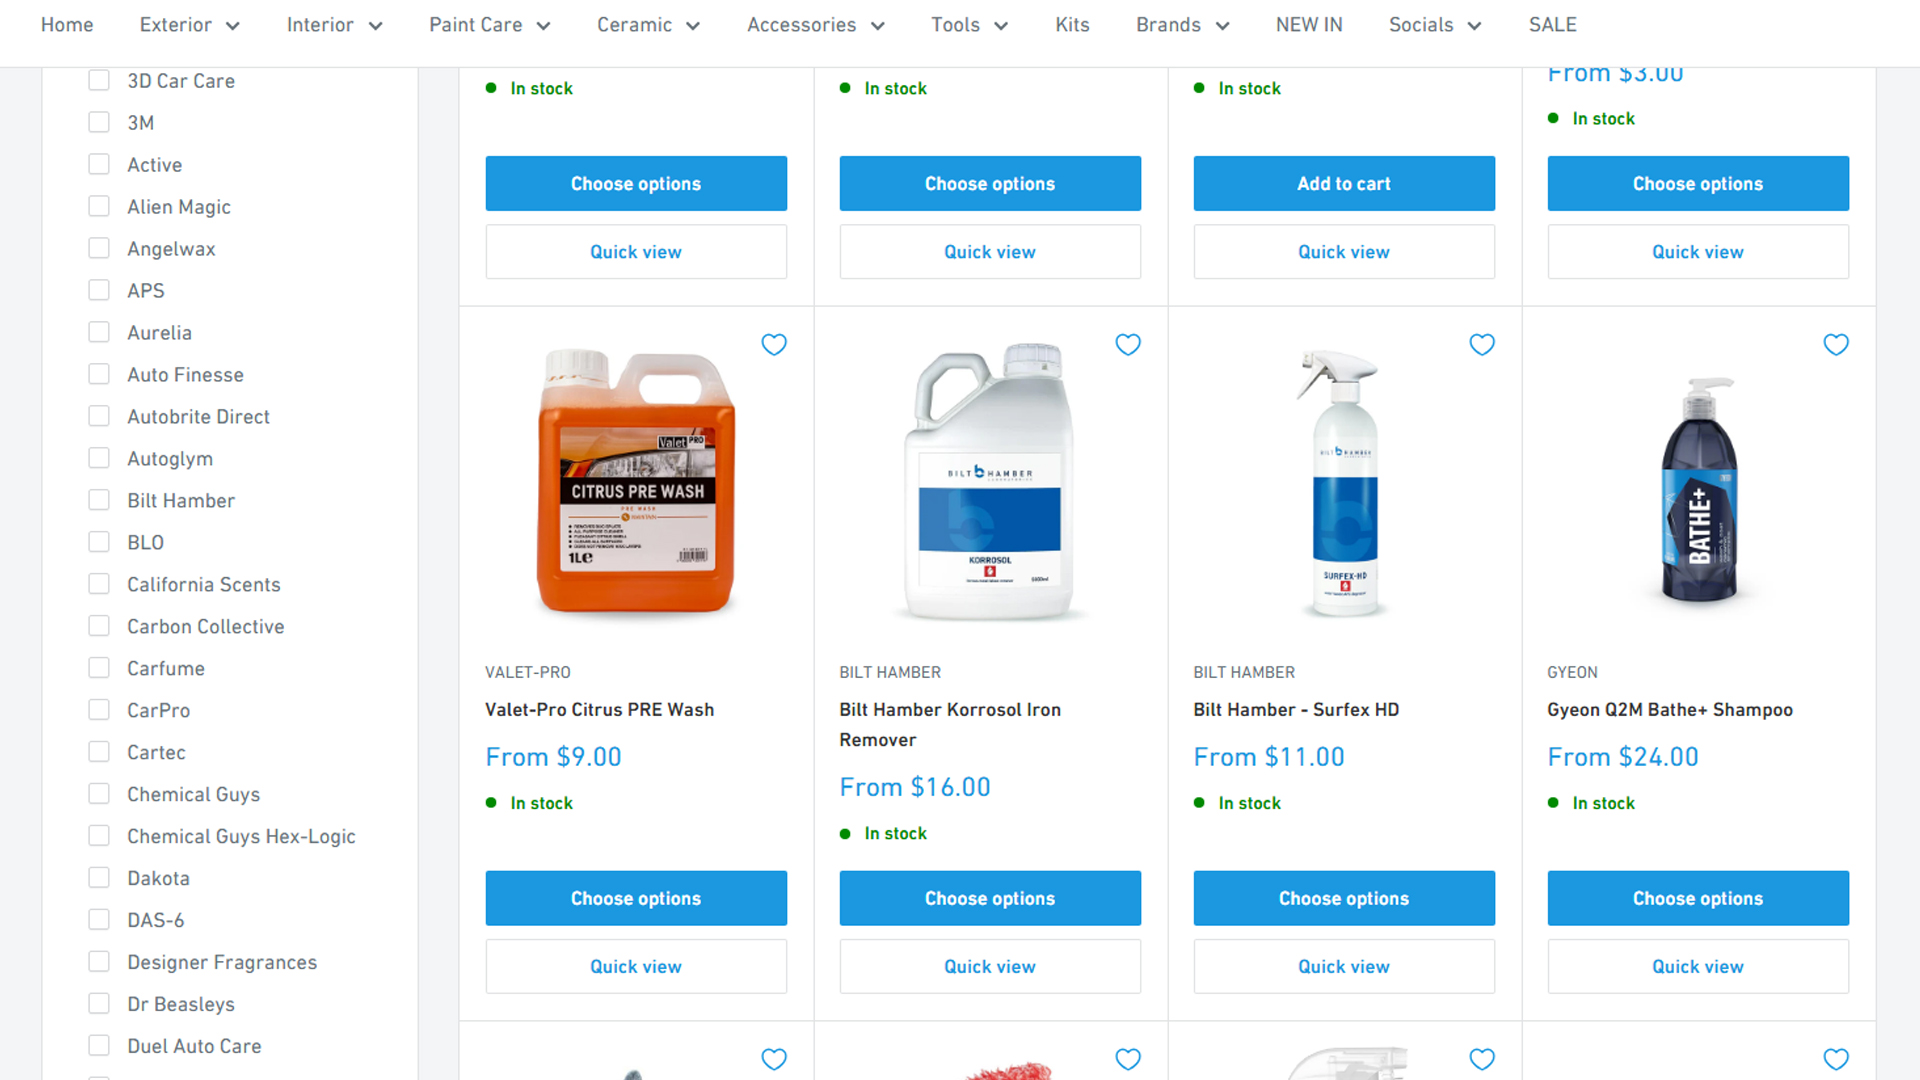 Home
Exterior
Interior
Paint Care
Ceramic
Accessories
Tools
Kits
Brands
NEW IN
Socials
SALE
3D Car Care
3M
Active
Alien Magic
Angelwax
APS
Aurelia
Auto Finesse
Autobrite Direct
Autoglym
Bilt Hamber
BLO
California Scents
Carbon Collective
Carfume
CarPro
Cartec
Chemical Guys
Chemical Guys Hex-Logic
Dakota
DAS-6
Designer Fragrances
Dr Beasleys
Duel Auto Care
In stock
Choose options
Quick view
In stock
Choose options
Quick view
In stock
Add to cart
Quick view
From $3.00
In stock
Choose options
Quick view
Valet PRO
CITRUS PRE WASH
PRE WASH
1Le
VALET-PRO
Valet-Pro Citrus PRE Wash
From $9.00
In stock
Choose options
Quick view
BILT HAMBER
KORROSOL
BILT HAMBER
Bilt Hamber Korrosol Iron
Remover
From $16.00
In stock
Choose options
Quick view
BILT HAMBER
SURFEX-HD
BILT HAMBER
Bilt Hamber - Surfex HD
From $11.00
In stock
Choose options
Quick view
BATHE+
GYEON
Gyeon Q2M Bathe+ Shampoo
From $24.00
In stock
Choose options
Quick view